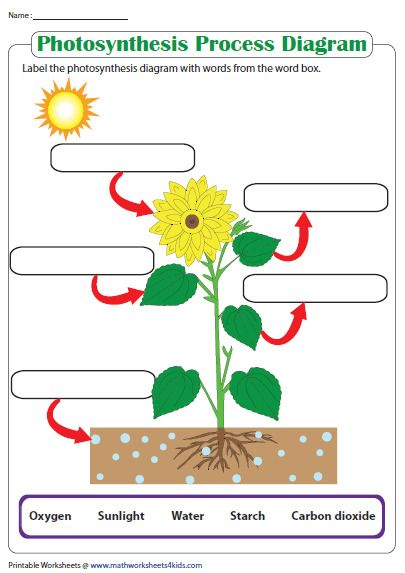 Name :
Photosynthesis Process Diagram
Label the photosynthesis diagram with words from the word box.
Oxygen Sunlight Water Starch Carbon dioxide
Printable Worksheets @ www.mathworksheets4kids.com